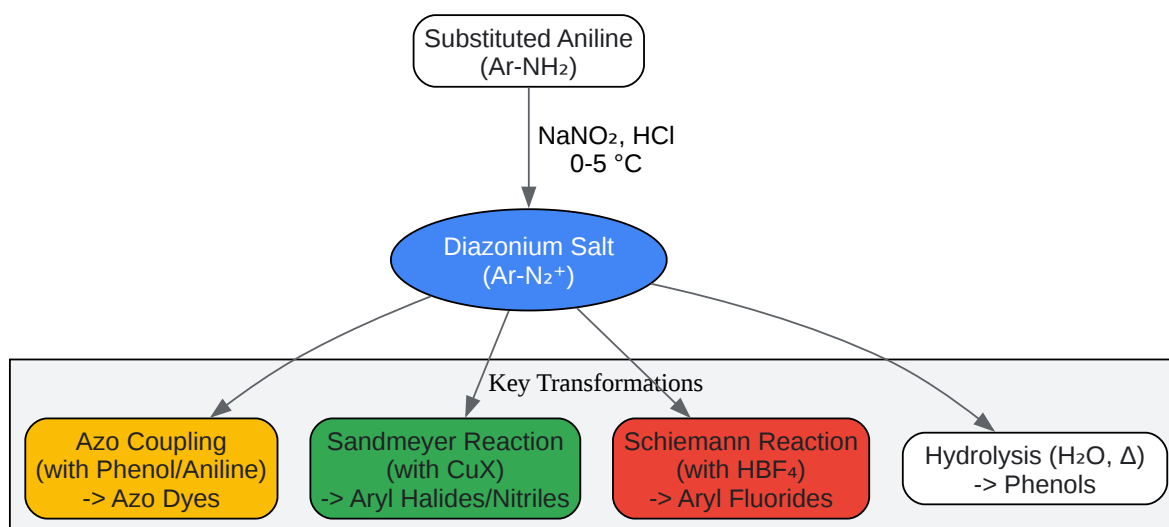 Substituted Aniline
(Ar-NH₂)
NaNO₂, HCl
0-5 °C
Diazonium Salt
(Ar-N₂⁺)
Key Transformations
Azo Coupling
(with Phenol/Aniline)
-> Azo Dyes
Sandmeyer Reaction
(with CuX)
-> Aryl Halides/Nitriles
Schiemann Reaction
(with HBF₄)
-> Aryl Fluorides
Hydrolysis (H₂O, Δ)
-> Phenols